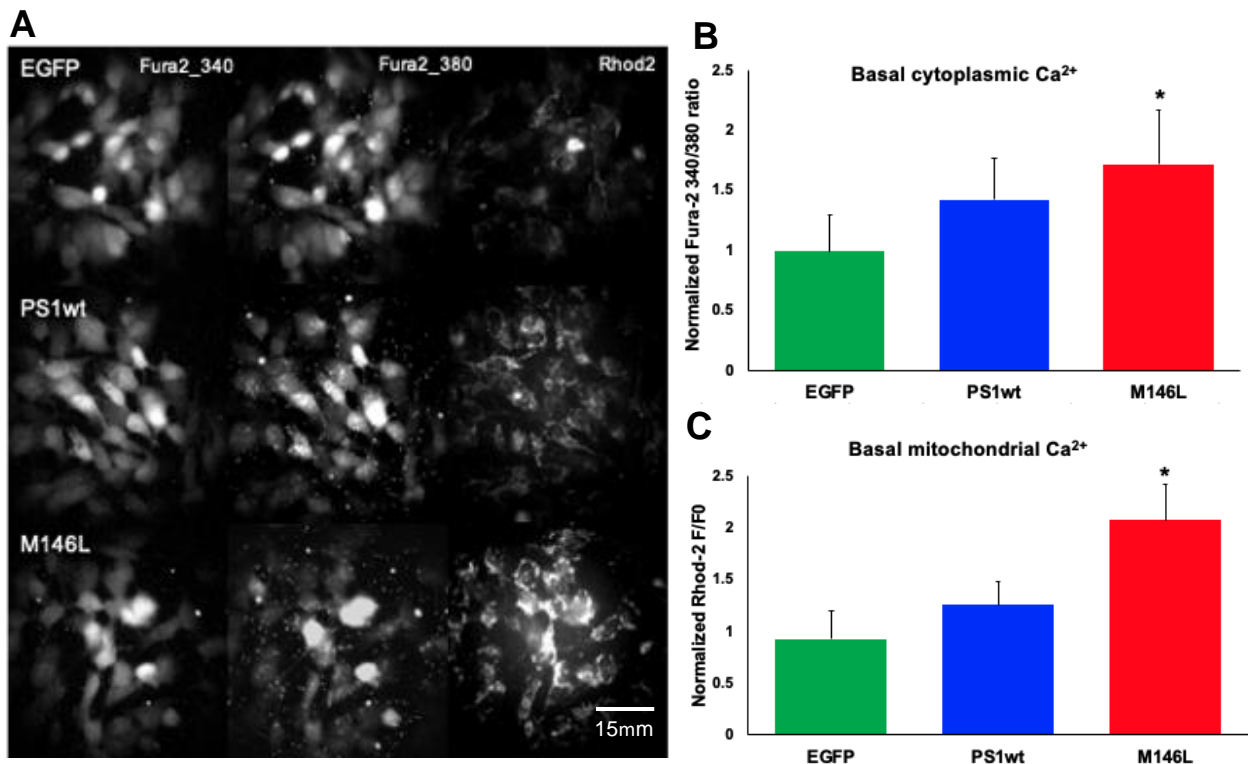 A
EGFP Fura2_340 Fura2_380 Rhod2
PS1wt
M146L
15mm
B
Basal cytoplasmic Ca²⁺
Normalized Fura-2 340/380 ratio
2.5
2
1.5
1
0.5
0
*
EGFP PS1wt M146L
C
Basal mitochondrial Ca²⁺
Normalized Rhod-2 F/F0
2.5
2
1.5
1
0.5
0
*
EGFP PS1wt M146L